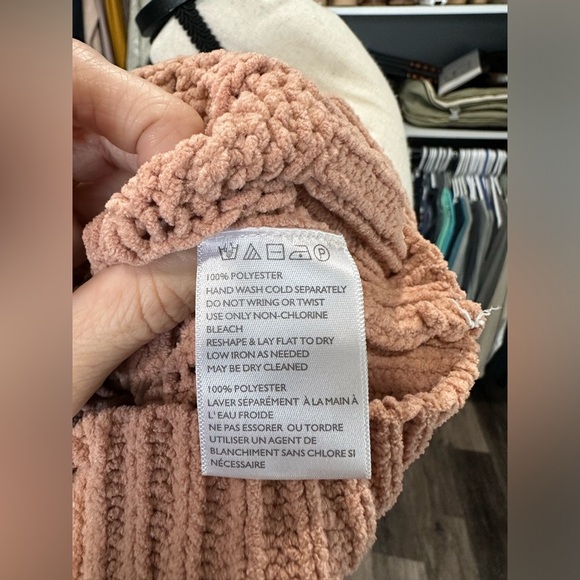 P
100% POLYESTER
HAND WASH COLD SEPARATELY
DO NOT WRING OR TWIST
USE ONLY NON-CHLORINE
BLEACH
RESHAPE & LAY FLAT TO DRY
LOW IRON AS NEEDED
MAY BE DRY CLEANED
100% POLYESTER
LAVER SÉPARÉMENT À LA MAIN À
L'EAU FROIDE
NE PAS ESSORER OU TORDRE
UTILISER UN AGENT DE
BLANCHIMENT SANS CHLORE SI
NÉCESSAIRE